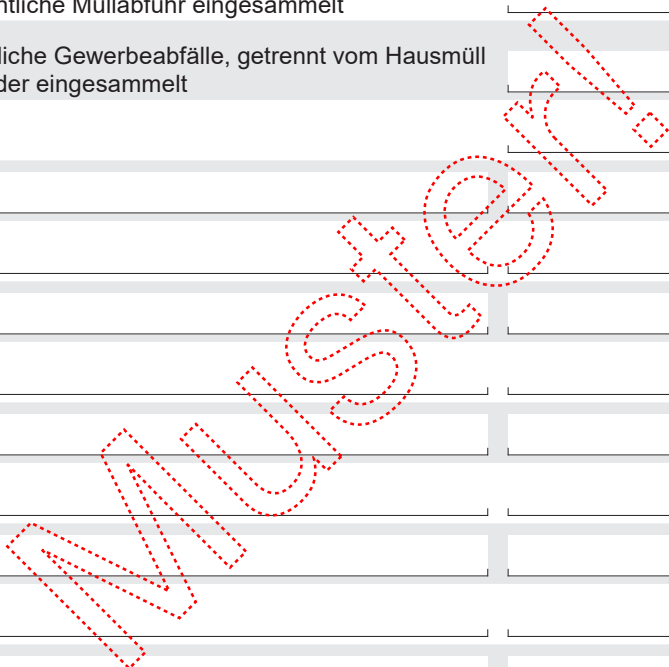 ntliche Müllabfuhr eingesammelt
liche Gewerbeabfälle, getrennt vom Hausmüll
der eingesammelt
Muster!